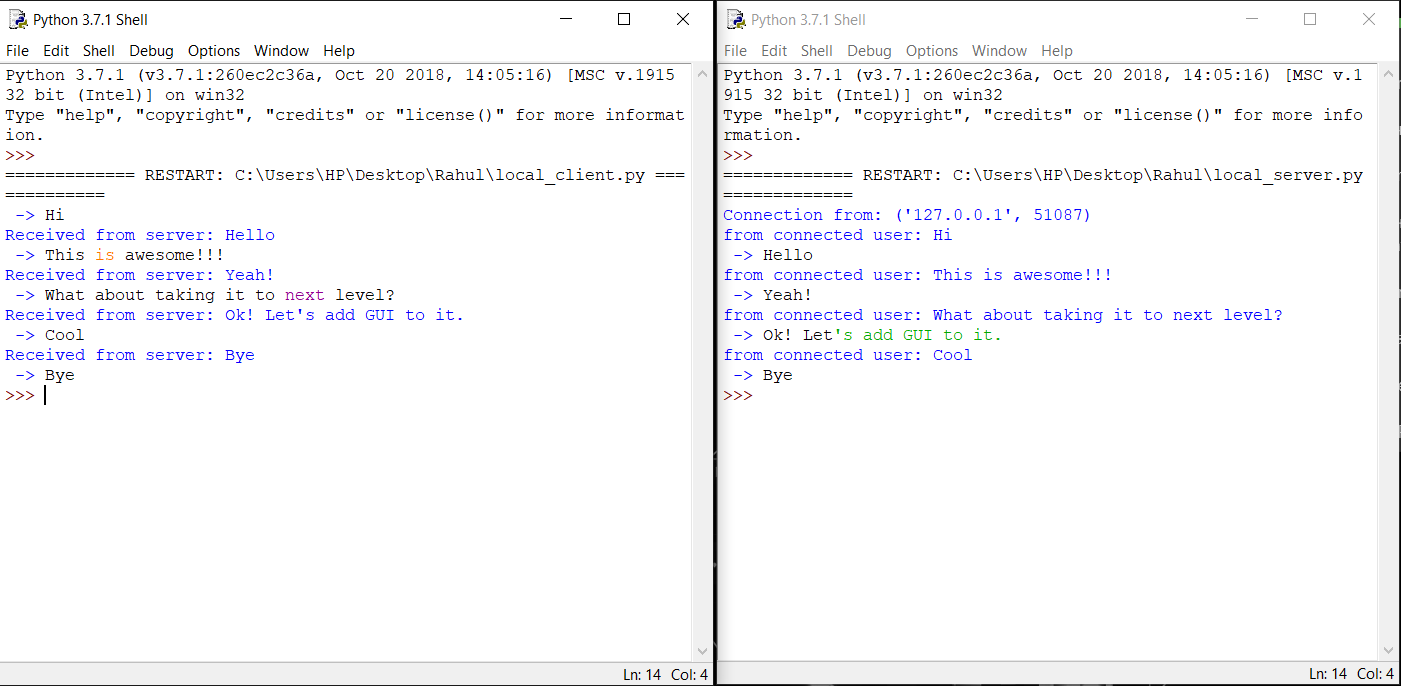 Python 3.7.1 Shell
File Edit Shell Debug Options Window Help
Python 3.7.1 (v3.7.1:260ec2c36a, Oct 20 2018, 14:05:16) [MSC v.1915
32 bit (Intel)] on win32
Type "help", "copyright", "credits" or "license()" for more informat
ion.
>>>
============= RESTART: C:\Users\HP\Desktop\Rahul\local_client.py ===
==========
 -> Hi
Received from server: Hello
 -> This is awesome!!!
Received from server: Yeah!
 -> What about taking it to next level?
Received from server: Ok! Let's add GUI to it.
 -> Cool
Received from server: Bye
 -> Bye
>>>
Ln: 14 Col: 4
Python 3.7.1 Shell
File Edit Shell Debug Options Window Help
Python 3.7.1 (v3.7.1:260ec2c36a, Oct 20 2018, 14:05:16) [MSC v.1
915 32 bit (Intel)] on win32
Type "help", "copyright", "credits" or "license()" for more info
rmation.
>>>
============= RESTART: C:\Users\HP\Desktop\Rahul\local_server.py
=============
Connection from: ('127.0.0.1', 51087)
from connected user: Hi
 -> Hello
from connected user: This is awesome!!!
 -> Yeah!
from connected user: What about taking it to next level?
 -> Ok! Let's add GUI to it.
from connected user: Cool
 -> Bye
>>>
Ln: 14 Col: 4